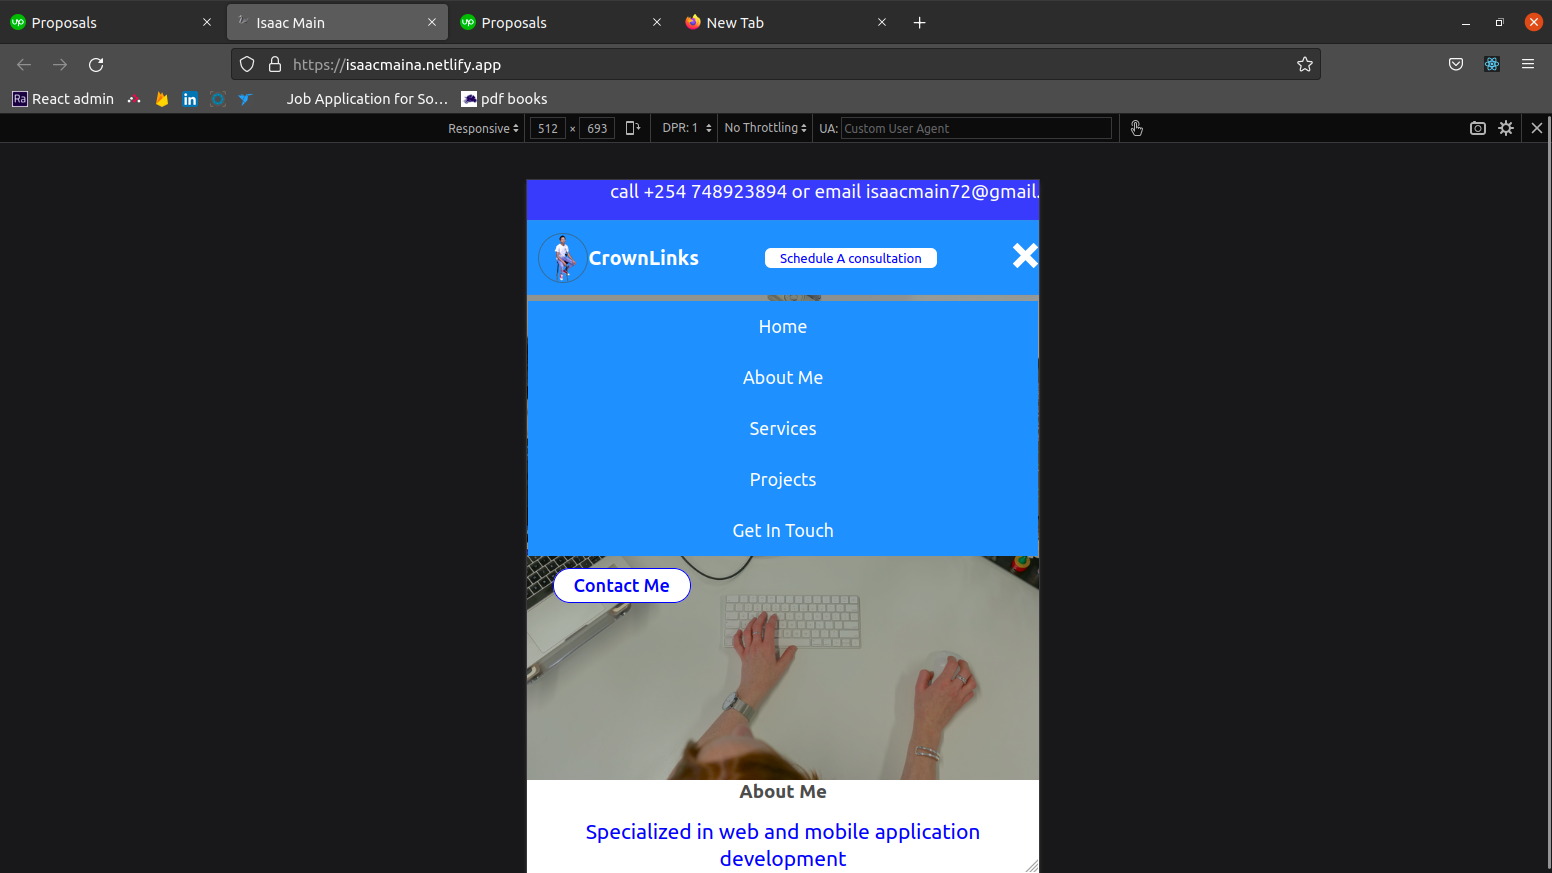 Proposals
Isaac Main
Proposals
New Tab
https://isaacmaina.netlify.app
Ra React admin
Job Application for So...
pdf books
Responsive
512 × 693
DPR: 1
No Throttling
UA: Custom User Agent
call +254 748923894 or email isaacmain72@gmail.
CrownLinks
Schedule A consultation
Home
About Me
Services
Projects
Get In Touch
Contact Me
About Me
Specialized in web and mobile application
development